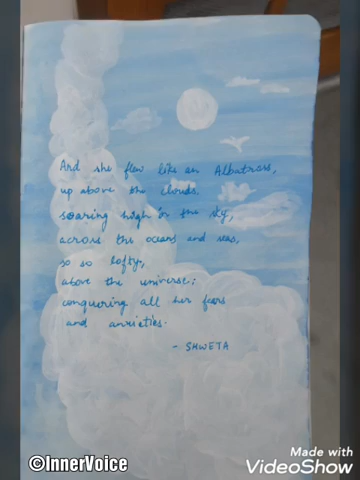 And she flew like an Albatross,
up above the clouds.
soaring high in the sky,
across the oceans and seas,
so so lofty,
above the universe;
conquering all her fears
and anxieties.
- SHWETA
©InnerVoice
Made with
VideoShow